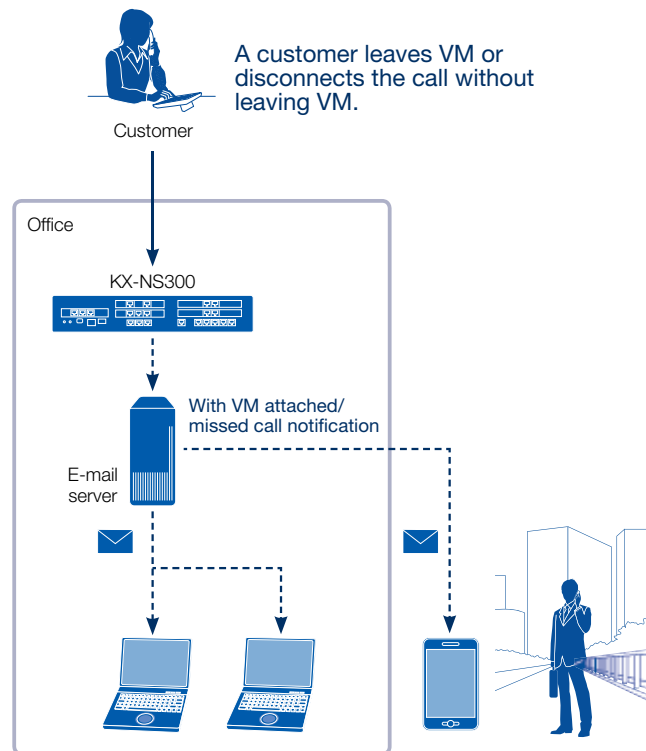 A customer leaves VM or
disconnects the call without
leaving VM.
Customer
Office
KX-NS300
With VM attached/
missed call notification
E-mail
server